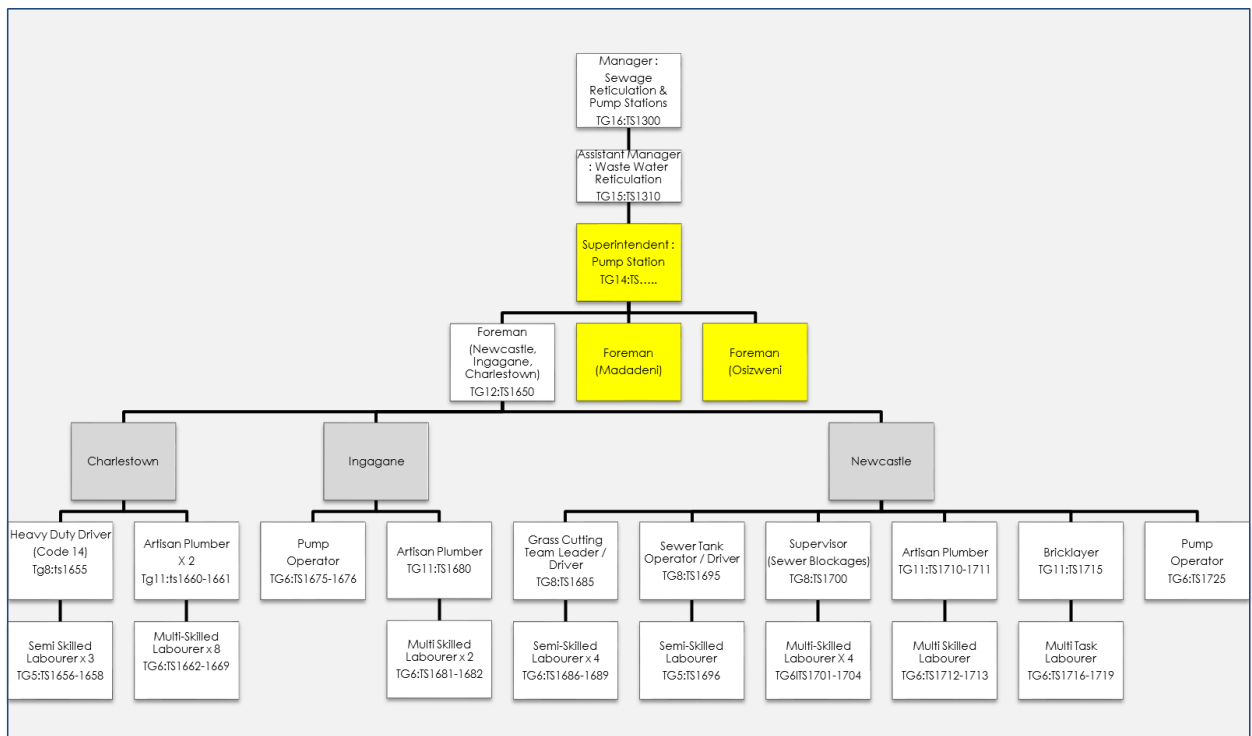 Manager :
Sewage
Reticulation &
Pump Stations
TG16:TS1300
Assistant Manager
: Waste Water
Reticulation
TG15:TS1310
Superintendent :
Pump Station
TG14:TS.....
Foreman
(Newcastle,
Ingagane,
Charlestown)
TG12:TS1650
Foreman
(Madadeni)
Foreman
(Osizweni
Charlestown
Ingagane
Newcastle
Heavy Duty Driver
(Code 14)
Tg8:ts1655
Artisan Plumber
X 2
Tg11:ts1660-1661
Pump
Operator
TG6:TS1675-1676
Artisan Plumber
TG11:TS1680
Grass Cutting
Team Leader /
Driver
TG8:TS1685
Sewer Tank
Operator / Driver
TG8:TS1695
Supervisor
(Sewer Blockages)
TG8:TS1700
Artisan Plumber
TG11:TS1710-1711
Bricklayer
TG11:TS1715
Pump
Operator
TG6:TS1725
Semi Skilled
Labourer x 3
TG5:TS1656-1658
Multi-Skilled
Labourer x 8
TG6:TS1662-1669
Multi Skilled
Labourer x 2
TG6:TS1681-1682
Semi-Skilled
Labourer x 4
TG6:TS1686-1689
Semi-Skilled
Labourer
TG5:TS1696
Multi-Skilled
Labourer X 4
TG6ITS1701-1704
Multi Skilled
Labourer
TG6:TS1712-1713
Multi Task
Labourer
TG6:TS1716-1719